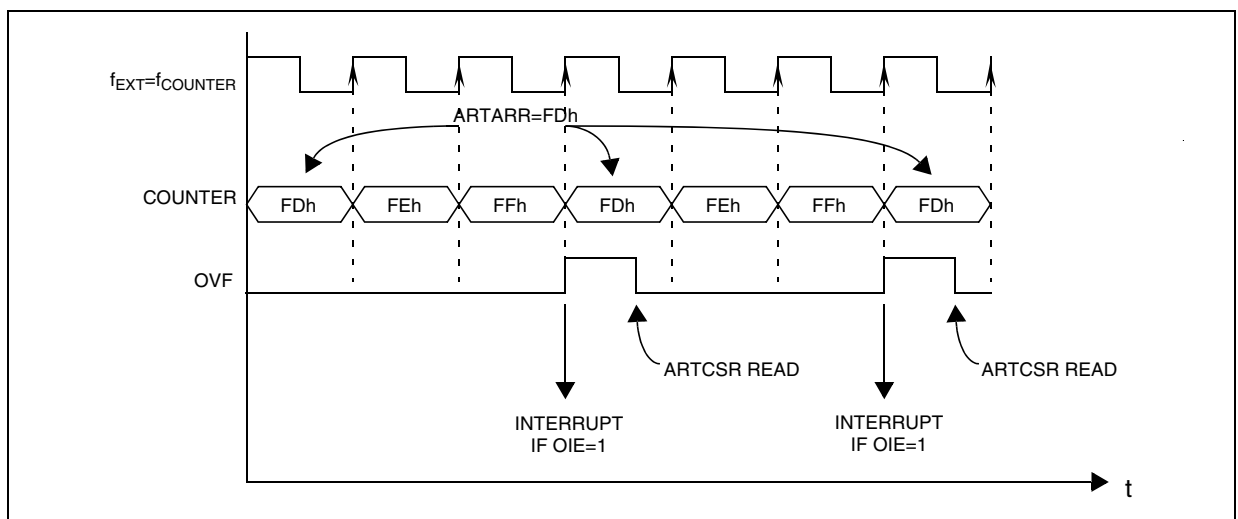 fEXT=fCOUNTER
ARTARR=FDh
COUNTER
FDh FEh FFh FDh FEh FFh FDh
OVF
ARTCSR READ ARTCSR READ
INTERRUPT INTERRUPT
IF OIE=1 IF OIE=1
t